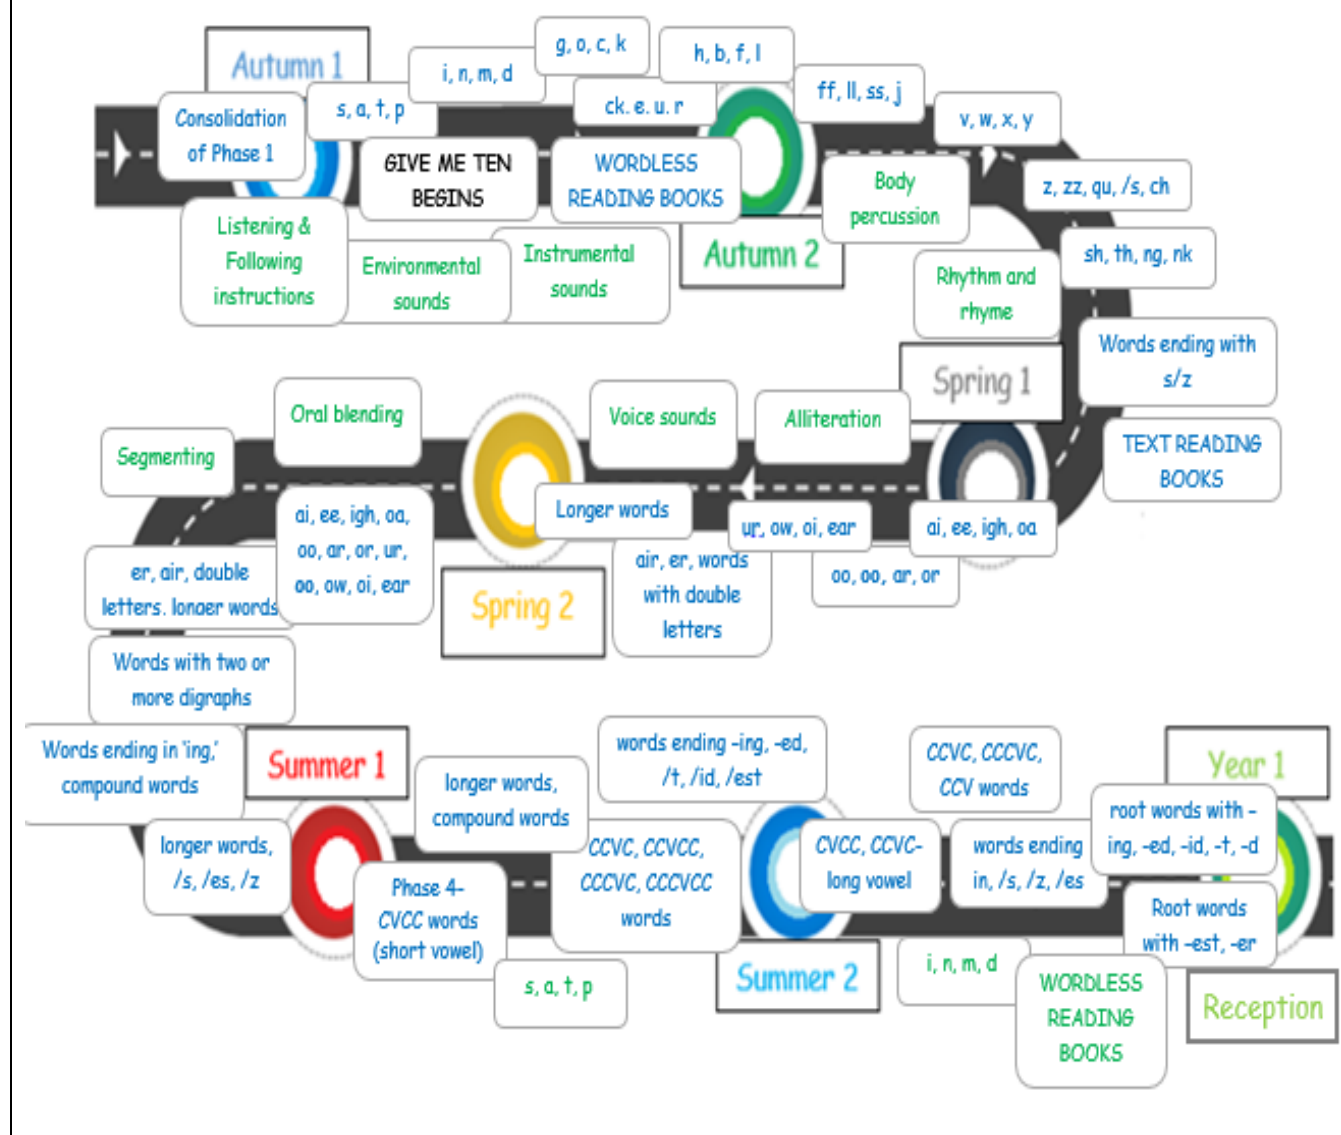 Autumn 1
Consolidation
of Phase 1
s, a, t, p
i, n, m, d
g, o, c, k
ck. e. u. r
h, b, f, l
ff, ll, ss, j
v, w, x, y
z, zz, qu, /s, ch
sh, th, ng, nk
GIVE ME TEN
BEGINS
WORDLESS
READING BOOKS
Listening &
Following
instructions
Environmental
sounds
Instrumental
sounds
Autumn 2
Body
percussion
Rhythm and
rhyme
Words ending with
s/z
TEXT READING
BOOKS
Spring 1
Alliteration
Voice sounds
ai, ee, igh, oa
oo, oo, ar, or
ur, ow, oi, ear
air, er, words
with double
letters
Longer words
Spring 2
Oral blending
Segmenting
ai, ee, igh, oa,
oo, ar, or, ur,
oo, ow, oi, ear
er, air, double
letters. longer words
Words with two or
more digraphs
Words ending in 'ing,'
compound words
longer words,
/s, /es, /z
Summer 1
Phase 4-
CVCC words
(short vowel)
longer words,
compound words
s, a, t, p
CCVC, CCVCC,
CCCVC, CCCVCC
words
words ending -ing, -ed,
/t, /id, /est
Summer 2
CVCC, CCVC-
long vowel
CCVC, CCCVC,
CCV words
words ending
in, /s, /z, /es
i, n, m, d
WORDLESS
READING
BOOKS
root words with -
ing, -ed, -id, -t, -d
Root words
with -est, -er
Year 1
Reception